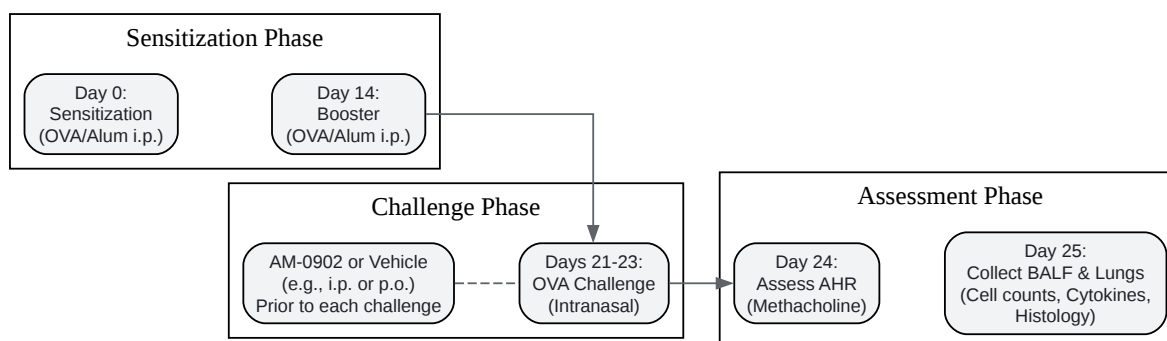 Sensitization Phase
Day 0:
Sensitization
(OVA/Alum i.p.)
Day 14:
Booster
(OVA/Alum i.p.)
Challenge Phase
AM-0902 or Vehicle
(e.g., i.p. or p.o.)
Prior to each challenge
Days 21-23:
OVA Challenge
(Intranasal)
Assessment Phase
Day 24:
Assess AHR
(Methacholine)
Day 25:
Collect BALF & Lungs
(Cell counts, Cytokines,
Histology)